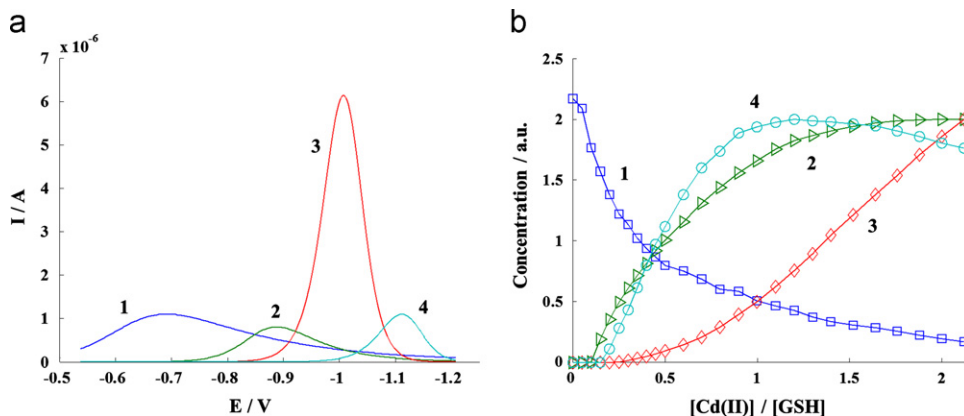 a
x 10⁻⁶
7
6
5
4
3
2
1
0
I / A
1
2
3
4
-0.5 -0.6 -0.7 -0.8 -0.9 -1 -1.1 -1.2
E / V
b
3
2.5
2
1.5
1
0.5
0
Concentration / a.u.
1
4
2
3
0 0.5 1 1.5 2
[Cd(II)] / [GSH]